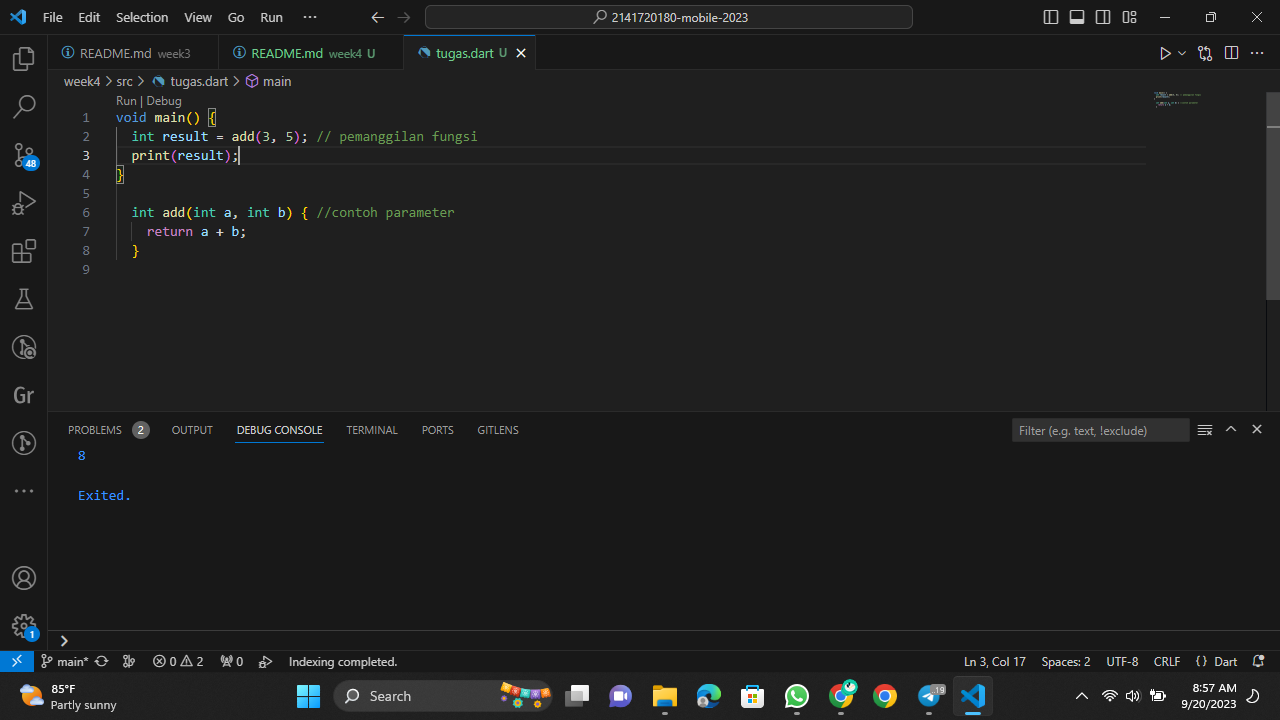 File Edit Selection View Go Run ··· 2141720180-mobile-2023
README.md week3 README.md week4 U tugas.dart U
week4 > src > tugas.dart > main
Run | Debug
1 void main() {
2 int result = add(3, 5); // pemanggilan fungsi
3 print(result);
4 }
5
6 int add(int a, int b) { //contoh parameter
7 return a + b;
8 }
9
48
Gr
1
PROBLEMS 2 OUTPUT DEBUG CONSOLE TERMINAL PORTS GITLENS Filter (e.g. text, !exclude)
8
Exited.
main* 0 2 0 Indexing completed. Ln 3, Col 17 Spaces: 2 UTF-8 CRLF {} Dart
85°F
Partly sunny
Search
19
8:57 AM
9/20/2023